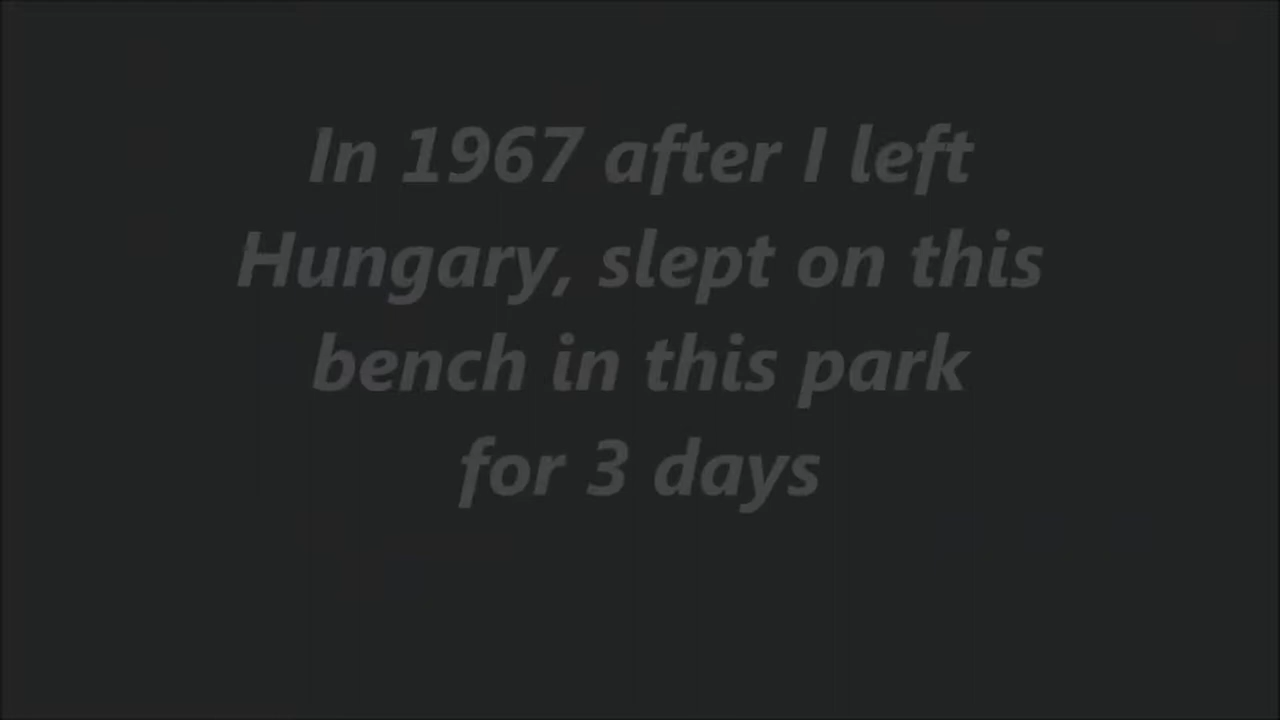 In 1967 after I left
Hungary, slept on this
bench in this park
for 3 days